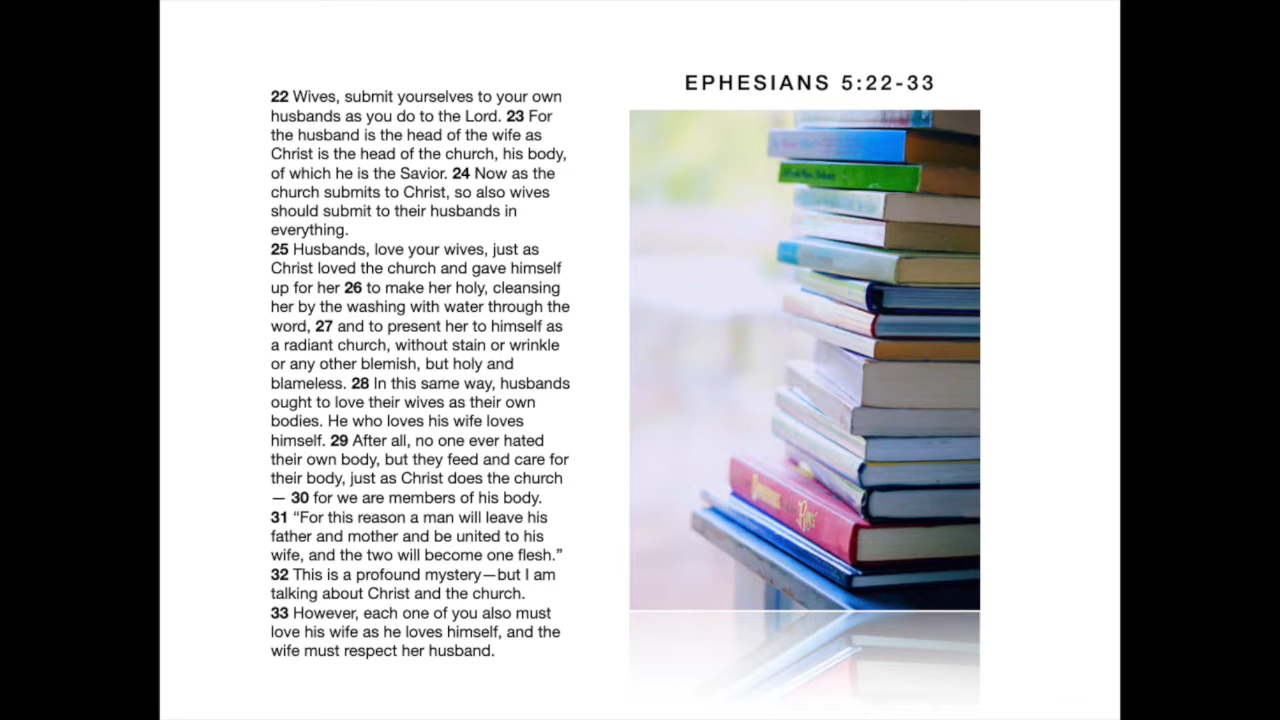 EPHESIANS 5:22-33
22 Wives, submit yourselves to your own
husbands as you do to the Lord. 23 For
the husband is the head of the wife as
Christ is the head of the church, his body,
of which he is the Savior. 24 Now as the
church submits to Christ, so also wives
should submit to their husbands in
everything.
25 Husbands, love your wives, just as
Christ loved the church and gave himself
up for her 26 to make her holy, cleansing
her by the washing with water through the
word, 27 and to present her to himself as
a radiant church, without stain or wrinkle
or any other blemish, but holy and
blameless. 28 In this same way, husbands
ought to love their wives as their own
bodies. He who loves his wife loves
himself. 29 After all, no one ever hated
their own body, but they feed and care for
their body, just as Christ does the church
— 30 for we are members of his body.
31 “For this reason a man will leave his
father and mother and be united to his
wife, and the two will become one flesh.”
32 This is a profound mystery—but I am
talking about Christ and the church.
33 However, each one of you also must
love his wife as he loves himself, and the
wife must respect her husband.